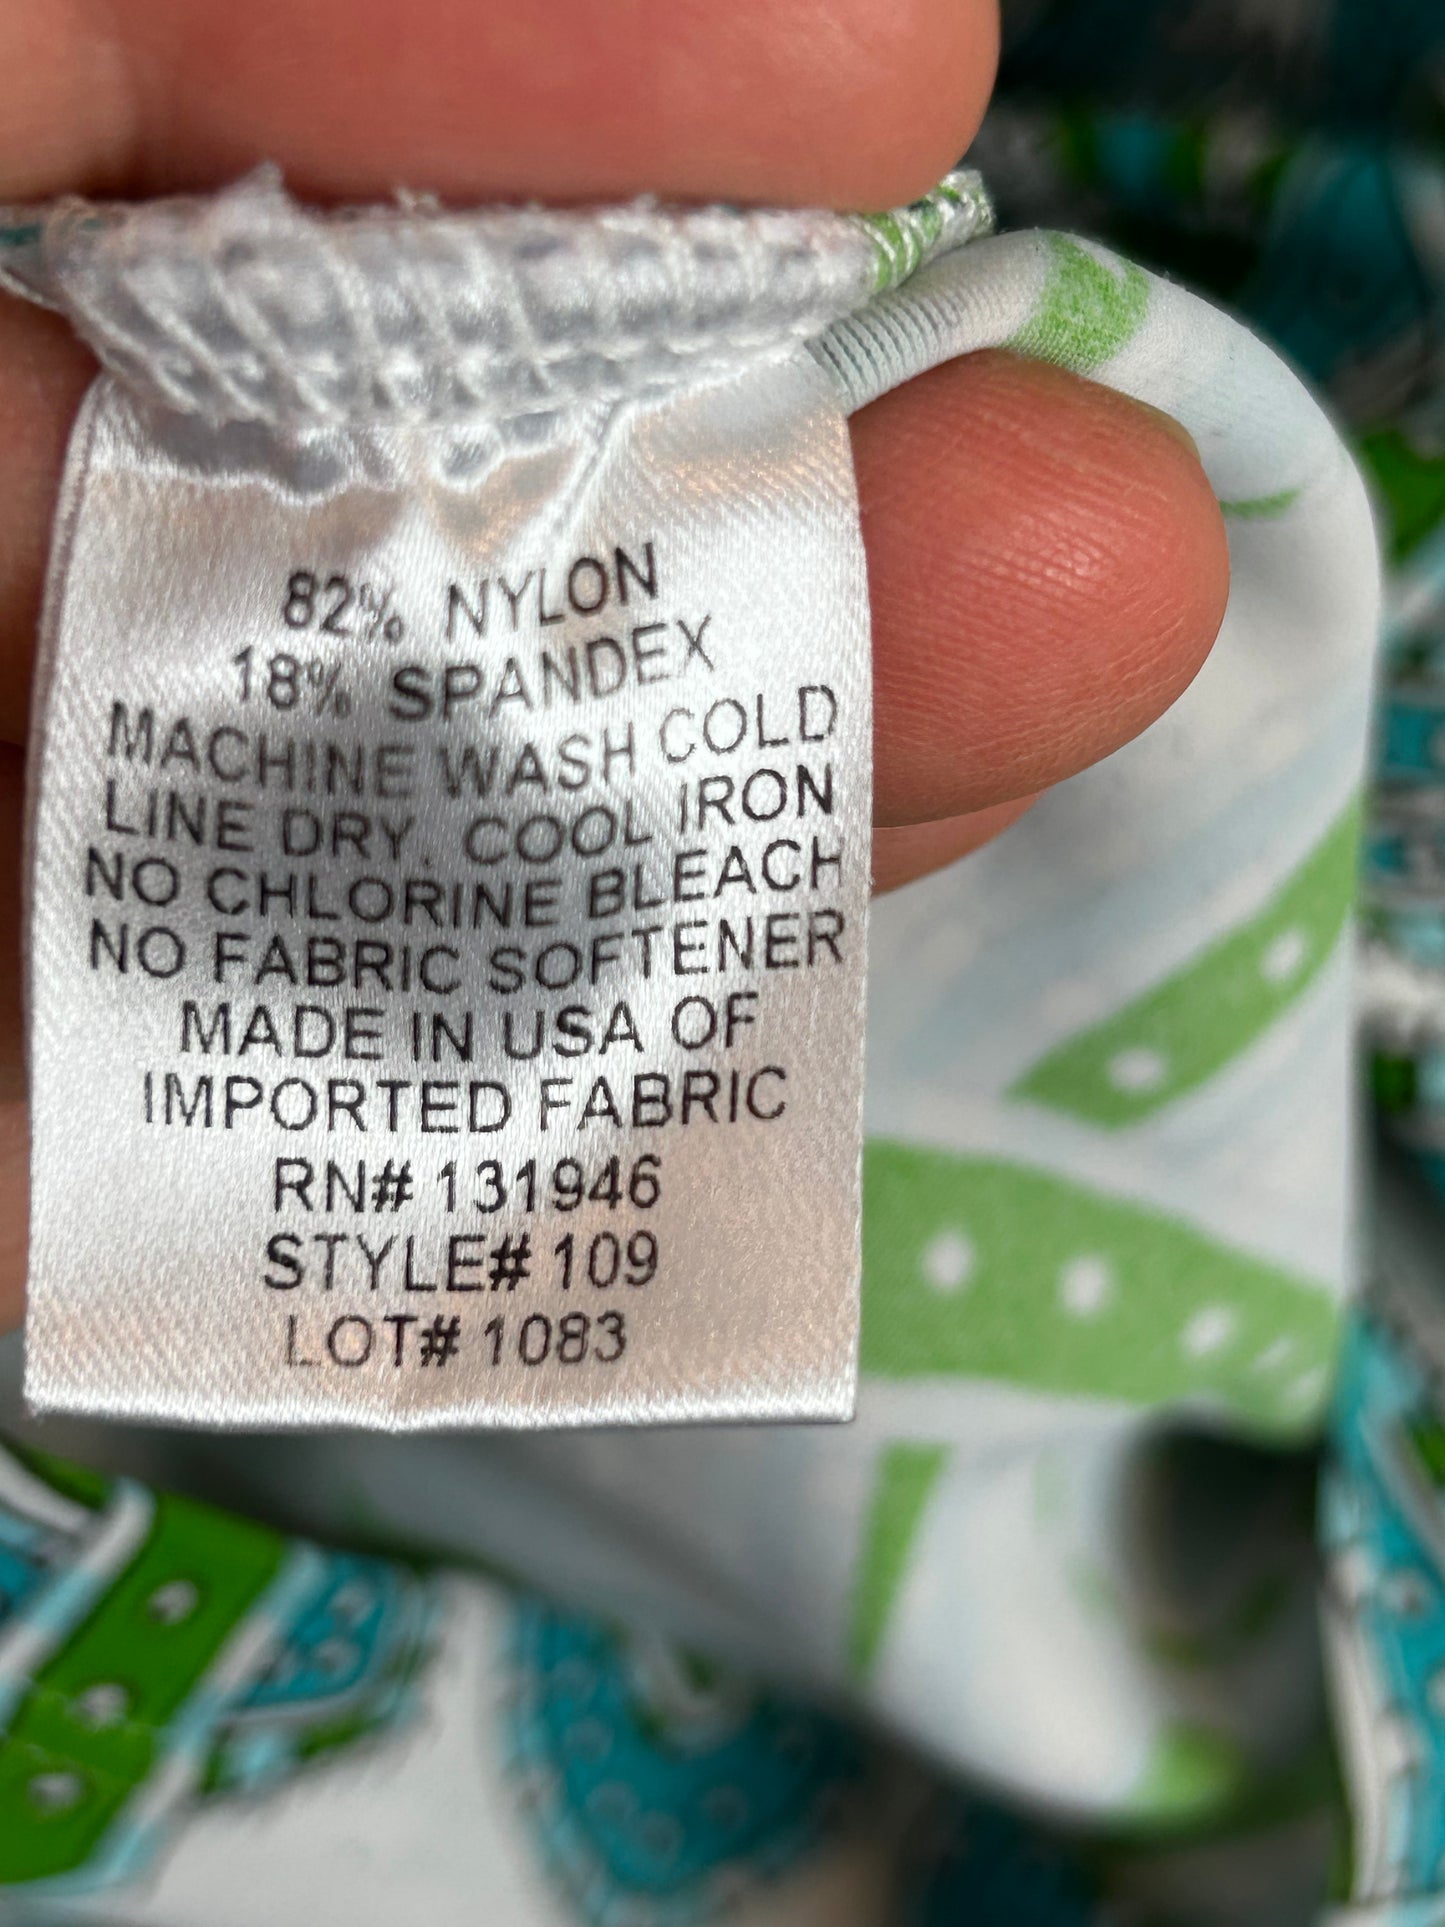 82% NYLON
18% SPANDEX
MACHINE WASH COLD
LINE DRY. COOL IRON
NO CHLORINE BLEACH
NO FABRIC SOFTENER
MADE IN USA OF
IMPORTED FABRIC
RN# 131946
STYLE# 109
LOT# 1083